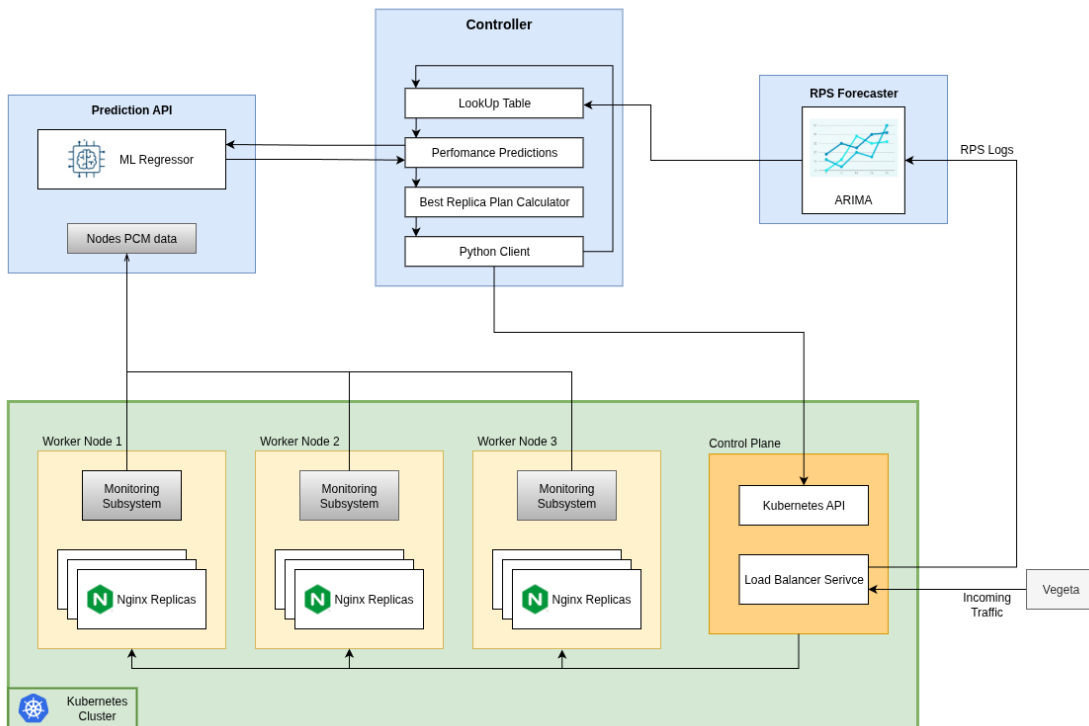 Controller
LookUp Table
Perfomance Predictions
Best Replica Plan Calculator
Python Client
Prediction API
ML Regressor
Nodes PCM data
RPS Forecaster
ARIMA
RPS Logs
Worker Node 1
Monitoring
Subsystem
Nginx Replicas
Worker Node 2
Monitoring
Subsystem
Nginx Replicas
Worker Node 3
Monitoring
Subsystem
Nginx Replicas
Control Plane
Kubernetes API
Load Balancer Serivce
Incoming
Traffic
Vegeta
Kubernetes
Cluster